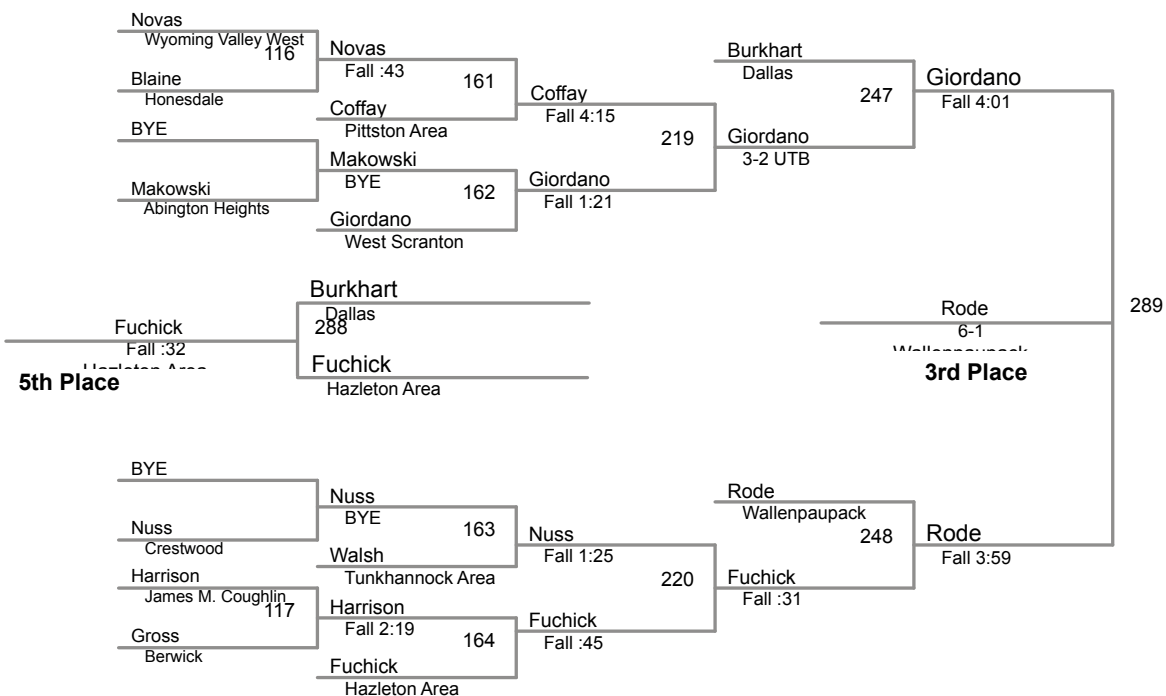 Novas
Wyoming Valley West
116
Blaine
Honesdale
BYE
Makowski
Abington Heights
Novas
Fall :43
161
Coffay
Pittston Area
Makowski
BYE
162
Giordano
West Scranton
Coffay
Fall 4:15
219
Giordano
Fall 1:21
Burkhart
Dallas
247
Giordano
3-2 UTB
Giordano
Fall 4:01
289
Burkhart
Dallas
288
Fuchick
Hazleton Area
Fuchick
Fall :32
Hazleton Area
5th Place
Rode
6-1
Wallenpaupack
3rd Place
BYE
Nuss
Crestwood
Harrison
James M. Coughlin
117
Gross
Berwick
Nuss
BYE
163
Walsh
Tunkhannock Area
Harrison
Fall 2:19
164
Fuchick
Hazleton Area
Nuss
Fall 1:25
220
Fuchick
Fall :45
Rode
Wallenpaupack
248
Fuchick
Fall :31
Rode
Fall 3:59